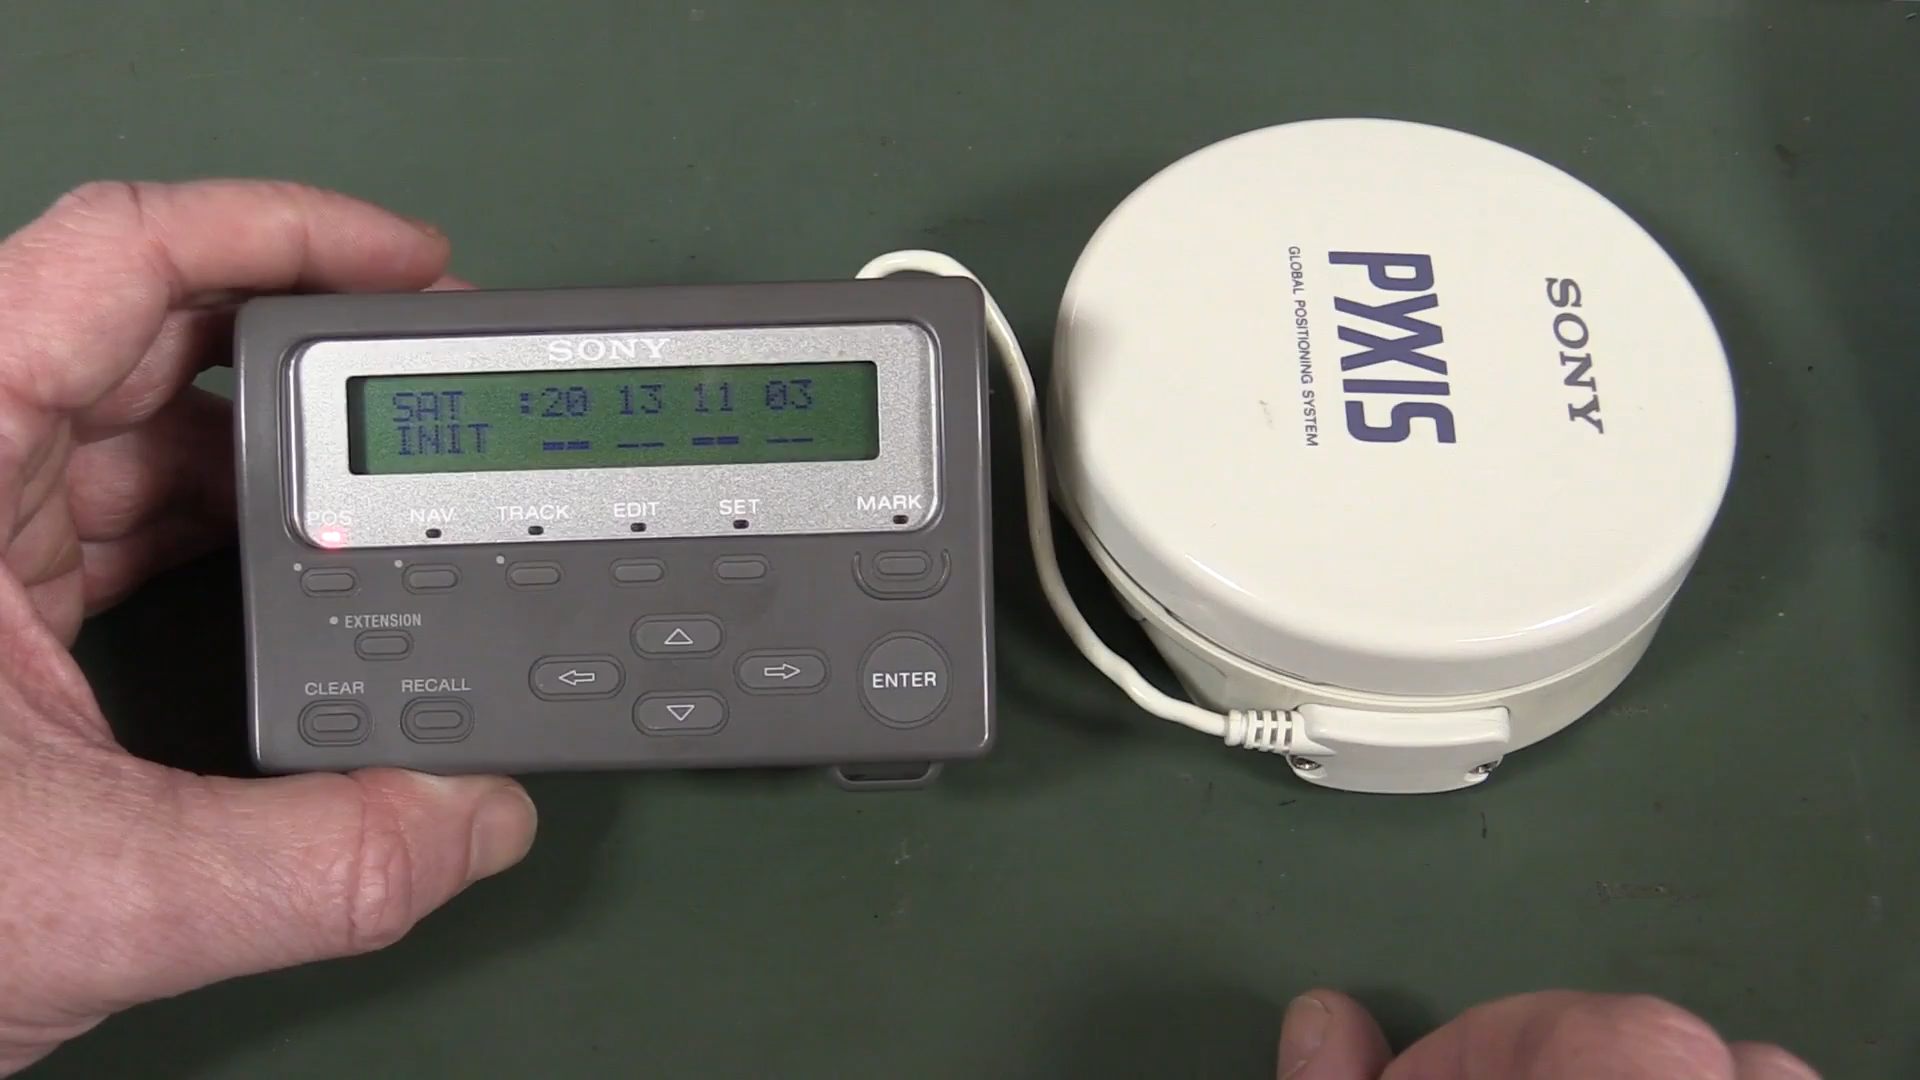 SONY
SAT :20 13 11 03
INIT -- -- -- --
POS NAV TRACK EDIT SET MARK
EXTENSION
CLEAR RECALL
ENTER
SONY
PYXIS
GLOBAL POSITIONING SYSTEM